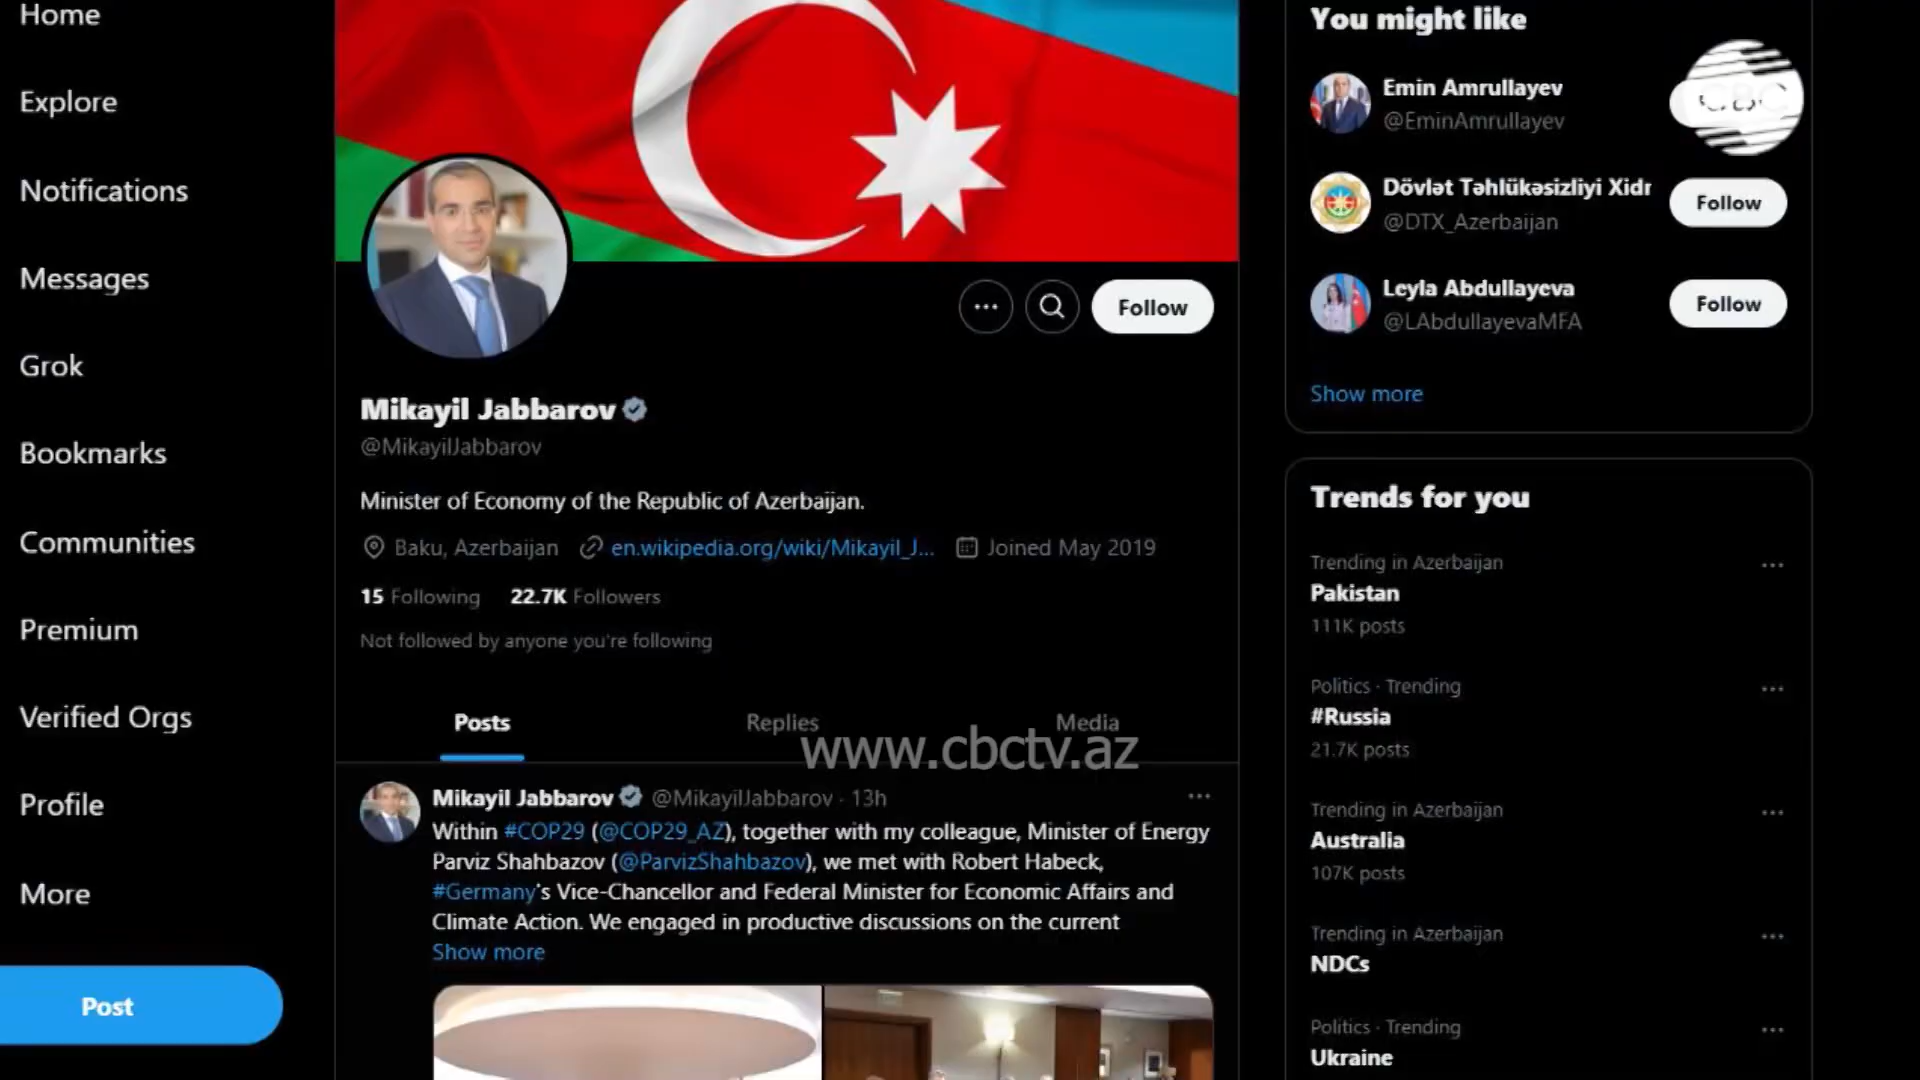 Home
Explore
Notifications
Messages
Grok
Bookmarks
Communities
Premium
Verified Orgs
Profile
More
Post
Follow
Mikayil Jabbarov
@MikayilJabbarov
Minister of Economy of the Republic of Azerbaijan.
Baku, Azerbaijan en.wikipedia.org/wiki/Mikayil_J... Joined May 2019
15 Following 22.7K Followers
Not followed by anyone you're following
Posts Replies Media
www.cbctv.az
Mikayil Jabbarov @MikayilJabbarov · 13h
Within #COP29 (@COP29_AZ), together with my colleague, Minister of Energy
Parviz Shahbazov (@ParvizShahbazov), we met with Robert Habeck,
#Germany's Vice-Chancellor and Federal Minister for Economic Affairs and
Climate Action. We engaged in productive discussions on the current
Show more
You might like
Emin Amrullayev
@EminAmrullayev
CBC
Dövlət Təhlükəsizliyi Xidr
@DTX_Azerbaijan
Follow
Leyla Abdullayeva
@LAbdullayevaMFA
Follow
Show more
Trends for you
Trending in Azerbaijan
Pakistan
111K posts
Politics · Trending
#Russia
21.7K posts
Trending in Azerbaijan
Australia
107K posts
Trending in Azerbaijan
NDCs
Politics · Trending
Ukraine